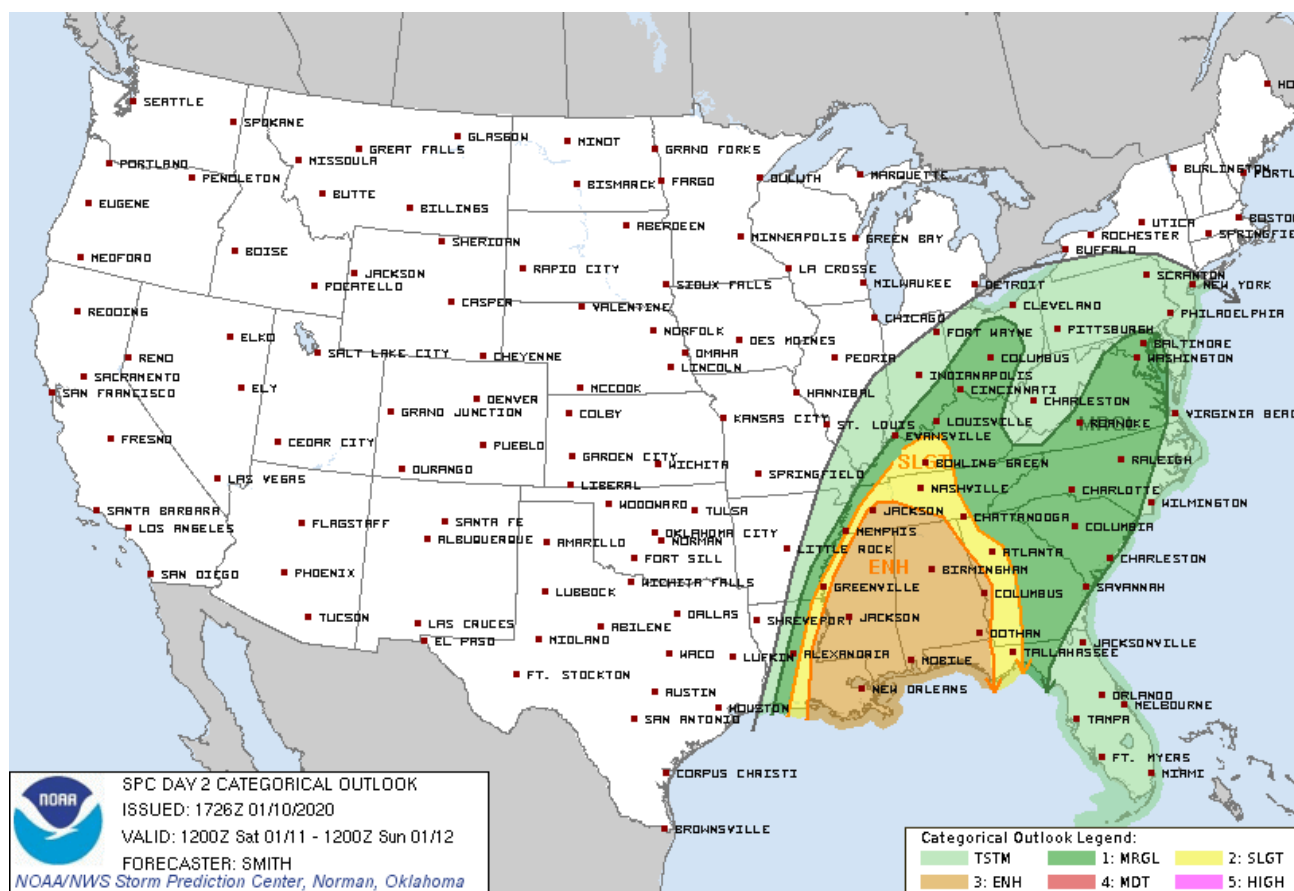 SEATTLE
SPOKANE
PORTLAND
PENDLETON
EUGENE
MEDFORD
MISSOULA
GREAT FALLS
GLASGOW
BUTTE
BILLINGS
BOISE
POCATELLO
JACKSON
SHERIDAN
CASPER
MINOT
BISMARCK
GRAND FORKS
FARGO
ABERDEEN
RAPID CITY
SIOUX FALLS
DULUTH
MARQUETTE
MINNEAPOLIS
GREEN BAY
LA CROSSE
MILWAUKEE
CHICAGO
DETROIT
BURLINGTON
UTICA
ROCHESTER
BUFFALO
SCRANTON
NEW YORK
CLEVELAND
PHILADELPHIA
PITTSBURGH
BALTIMORE
WASHINGTON
REDDING
RENO
SACRAMENTO
SAN FRANCISCO
FRESNO
ELKO
ELY
SALT LAKE CITY
CEDAR CITY
LAS VEGAS
SANTA BARBARA
LOS ANGELES
SAN DIEGO
CHEYENNE
DENVER
GRAND JUNCTION
PUEBLO
DURANGO
VALENTINE
NORFOLK
OMAHA
LINCOLN
MCCOOK
COLBY
GARDEN CITY
LIBERAL
WICHITA
DES MOINES
PEORIA
HANNIBAL
KANSAS CITY
ST. LOUIS
SPRINGFIELD
FORT WAYNE
COLUMBUS
INDIANAPOLIS
CINCINNATI
CHARLESTON
LOUISVILLE
EVANSVILLE
SLGT
BOWLING GREEN
NASHVILLE
MRGL
ROANOKE
VIRGINIA BEAC
RALEIGH
CHARLOTTE
WILMINGTON
COLUMBIA
CHARLESTON
SAVANNAH
FLAGSTAFF
PHOENIX
TUCSON
SANTA FE
ALBUQUERQUE
LAS CRUCES
EL PASO
WOODWARD
TULSA
OKLAHOMA CITY
NORMAN
AMARILLO
FORT SILL
WICHITA FALLS
LUBBOCK
DALLAS
ABILENE
MIDLAND
WACO
LUFKIN
FT. STOCKTON
AUSTIN
SAN ANTONIO
HOUSTON
CORPUS CHRISTI
BROWNSVILLE
JACKSON
MEMPHIS
LITTLE ROCK
CHATTANOOGA
ATLANTA
ENH
BIRMINGHAM
GREENVILLE
COLUMBUS
SHREVEPORT
JACKSON
DOTHAN
ALEXANDRIA
MOBILE
TALLAHASSEE
NEW ORLEANS
JACKSONVILLE
ORLANDO
MELBOURNE
TAMPA
FT. MYERS
MIAMI
HO
PORTL
BOSTO
SPRINGFIE
NOAA
SPC DAY 2 CATEGORICAL OUTLOOK
ISSUED: 1726Z 01/10/2020
VALID: 1200Z Sat 01/11 - 1200Z Sun 01/12
FORECASTER: SMITH
NOAA/NWS Storm Prediction Center, Norman, Oklahoma
Categorical Outlook Legend:
TSTM 1: MRGL 2: SLGT
3: ENH 4: MDT 5: HIGH